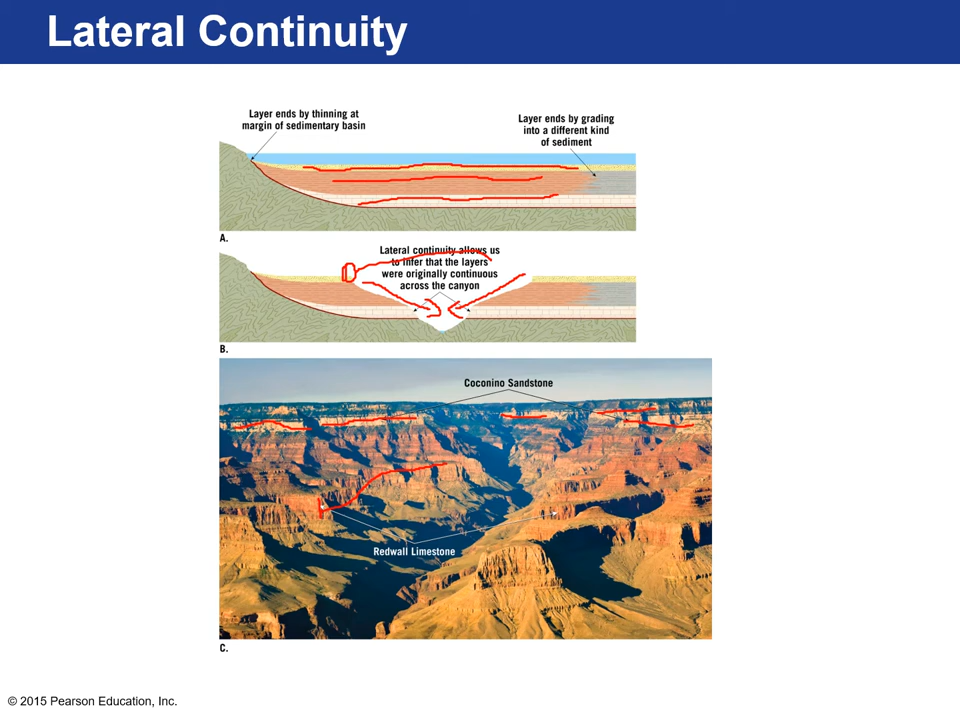 Lateral Continuity
Layer ends by thinning at
margin of sedimentary basin
Layer ends by grading
into a different kind
of sediment
A.
Lateral continuity allows us
to infer that the layers
were originally continuous
across the canyon
B.
Coconino Sandstone
Redwall Limestone
C.
© 2015 Pearson Education, Inc.